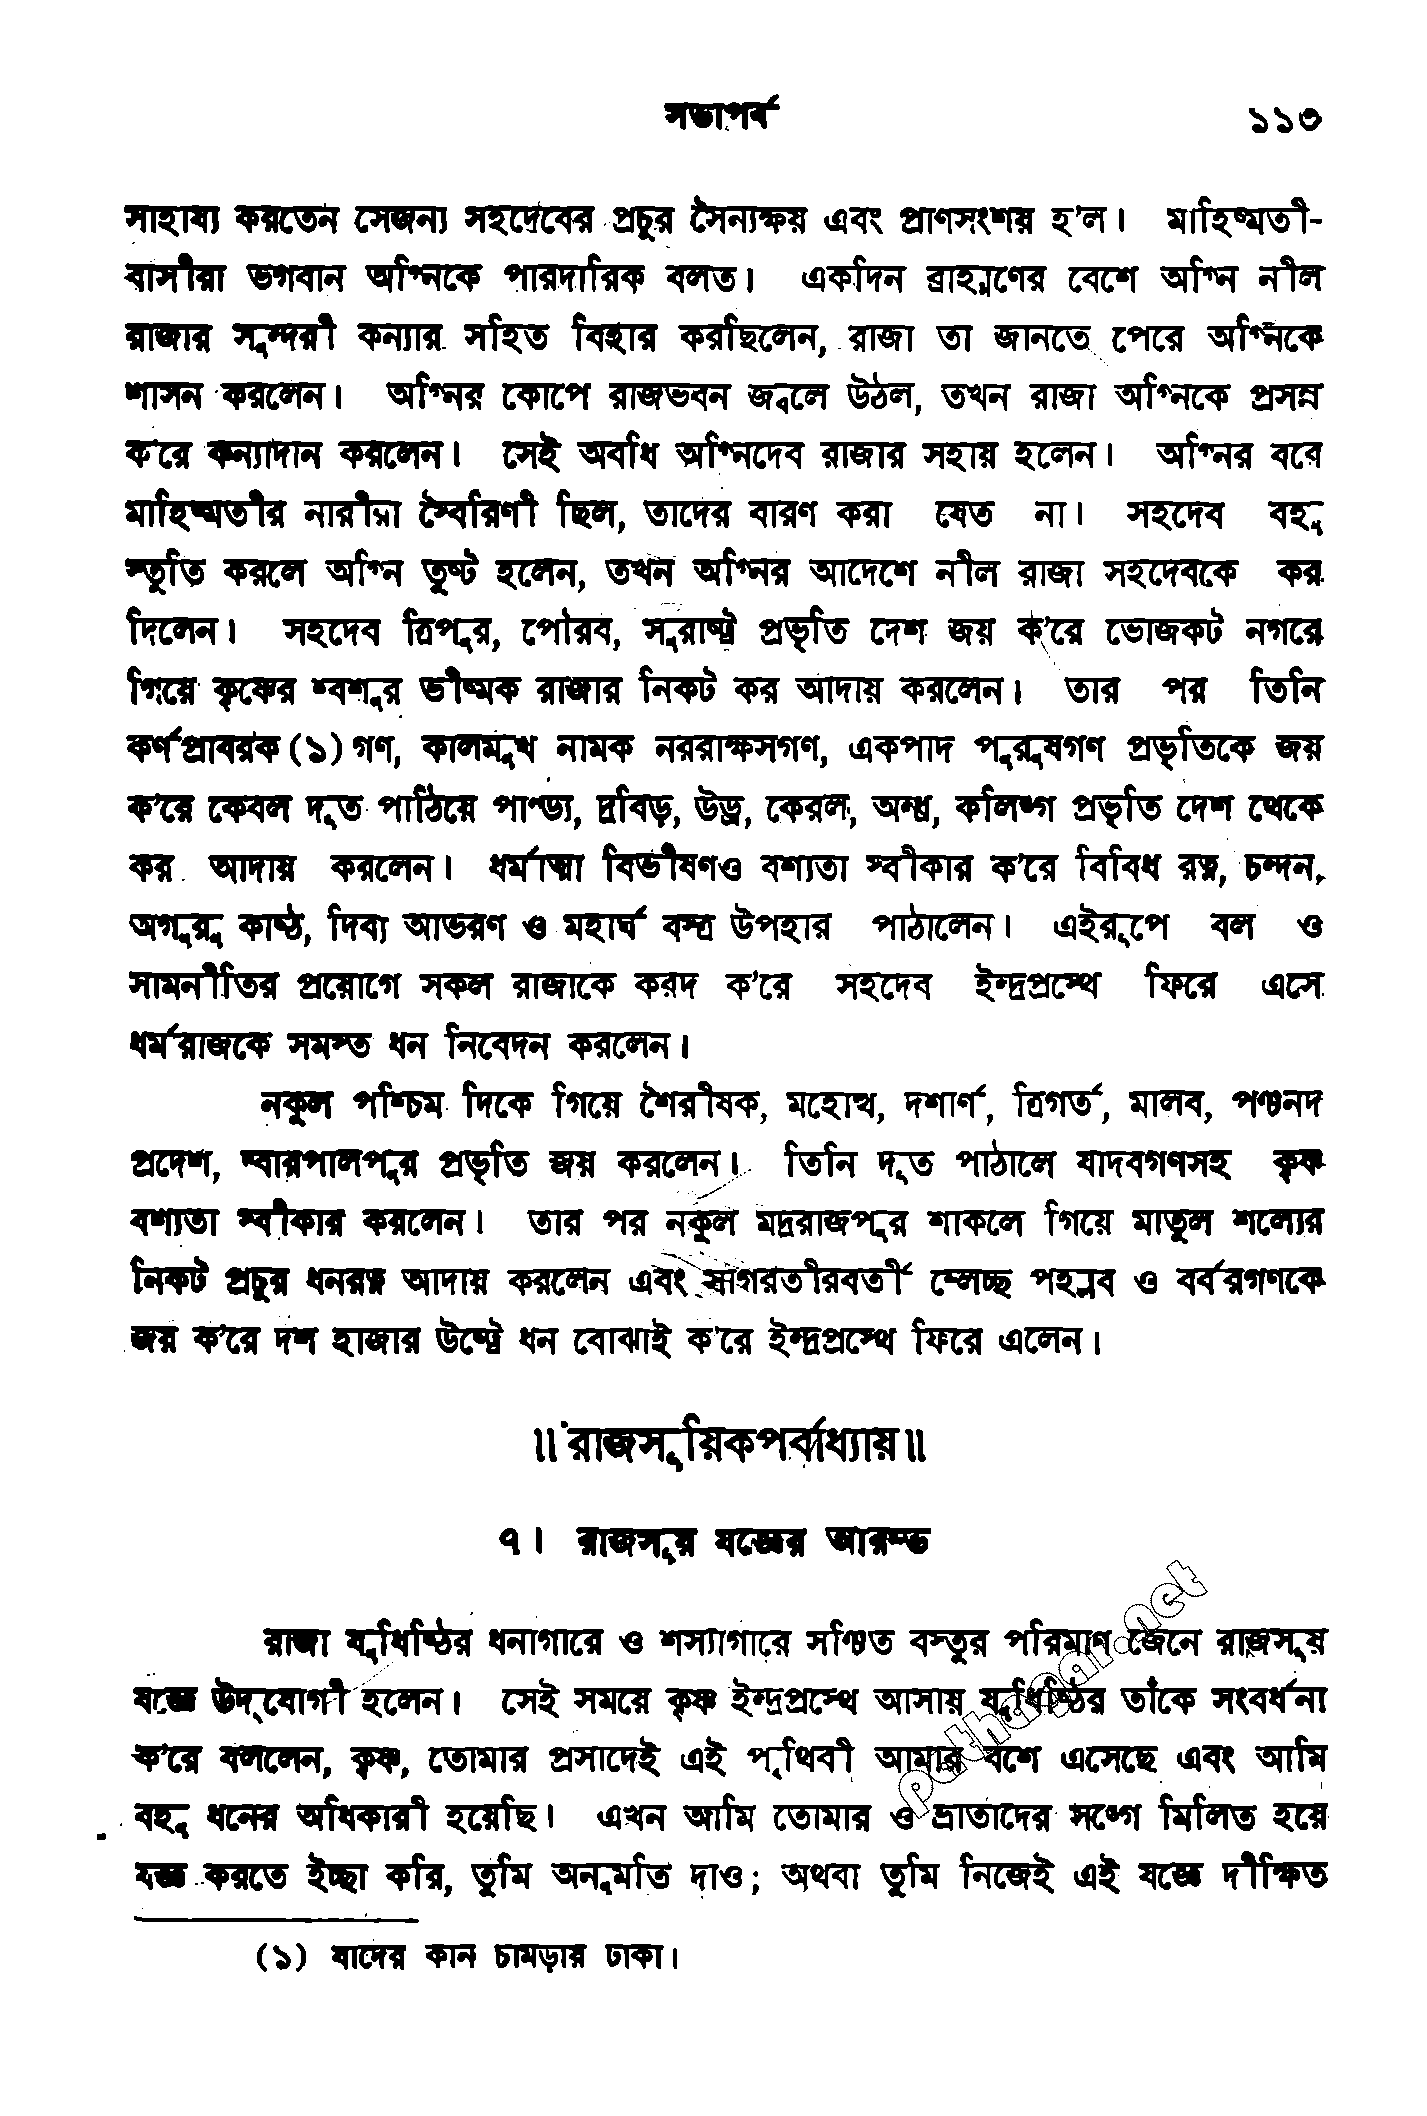 সভাপর্ব ১১৩
সাহায্য করতেন সেজন্য সহদেবের প্রচুর সৈন্যক্ষয় এবং প্রাণসংশয় হ'ল। মাহিষ্মতী-
বাসীরা ভগবান অগ্নিকে পারদারিক বলত। একদিন ব্রাহ্মণের বেশে অগ্নি নীল
রাজার সুন্দরী কন্যার সহিত বিহার করছিলেন, রাজা তা জানতে পেরে অগ্নিকে
শাসন করলেন। অগ্নির কোপে রাজভবন জ্বলে উঠল, তখন রাজা অগ্নিকে প্রসন্ন
ক'রে কন্যাদান করলেন। সেই অবধি অগ্নিদেব রাজার সহায় হলেন। অগ্নির বরে
মাহিষ্মতীর নারীরা স্বৈরিণী ছিল, তাদের বারণ করা যেত না। সহদেব বহু
স্তুতি করলে অগ্নি তুষ্ট হলেন, তখন অগ্নির আদেশে নীল রাজা সহদেবকে কর
দিলেন। সহদেব ত্রিপুর, পৌরব, সুরাষ্ট্র প্রভৃতি দেশ জয় ক'রে ভোজকট নগরে
গিয়ে কৃষ্ণের শ্বশুর ভীষ্মক রাজার নিকট কর আদায় করলেন। তার পর তিনি
কর্ণপ্রাবরক(১)গণ, কালমুখ নামক নররাক্ষসগণ, একপাদ পুরুষগণ প্রভৃতিকে জয়
ক'রে কেবল দূত পাঠিয়ে পাণ্ড্য, দ্রবিড়, উড্র, কেরল, অন্ধ্র, কলিঙ্গ প্রভৃতি দেশ থেকে
কর আদায় করলেন। ধর্মাত্মা বিভীষণও বশ্যতা স্বীকার ক'রে বিবিধ রত্ন, চন্দন,
অগুরু কাষ্ঠ, দিব্য আভরণ ও মহার্ঘ বস্ত্র উপহার পাঠালেন। এইরূপে বল ও
সামনীতির প্রয়োগে সকল রাজাকে করদ ক'রে সহদেব ইন্দ্রপ্রস্থে ফিরে এসে
ধর্মরাজকে সমস্ত ধন নিবেদন করলেন।
নকুল পশ্চিম দিকে গিয়ে শৈরীষক, মহোত্থ, দশার্ণ, ত্রিগর্ত, মালব, পঞ্চনদ
প্রদেশ, দ্বারপালপুর প্রভৃতি জয় করলেন। তিনি দূত পাঠালে যাদবগণসহ কৃষ্ণ
বশ্যতা স্বীকার করলেন। তার পর নকুল মদ্ররাজপুর শাকলে গিয়ে মাতুল শল্যের
নিকট প্রচুর ধনরত্ন আদায় করলেন এবং সাগরতীরবর্তী ম্লেচ্ছ পহ্লব ও বর্বরগণকে
জয় ক'রে দশ হাজার উষ্ট্রে ধন বোঝাই ক'রে ইন্দ্রপ্রস্থে ফিরে এলেন।
॥ রাজসূয়িকপর্বাধ্যায় ॥
৭। রাজসূয় যজ্ঞের আরম্ভ
রাজা যুধিষ্ঠির ধনাগারে ও শস্যাগারে সঞ্চিত বস্তুর পরিমাণ জেনে রাজসূয়
যজ্ঞে উদ্‌যোগী হলেন। সেই সময়ে কৃষ্ণ ইন্দ্রপ্রস্থে আসায় যুধিষ্ঠির তাঁকে সংবর্ধনা
ক'রে বললেন, কৃষ্ণ, তোমার প্রসাদেই এই পৃথিবী আমার বশে এসেছে এবং আমি
বহু ধনের অধিকারী হয়েছি। এখন আমি তোমার ও ভ্রাতাদের সঙ্গে মিলিত হয়ে
যজ্ঞ করতে ইচ্ছা করি, তুমি অনুমতি দাও; অথবা তুমি নিজেই এই যজ্ঞে দীক্ষিত
(১) যাদের কান চামড়ায় ঢাকা।
pathagar.net